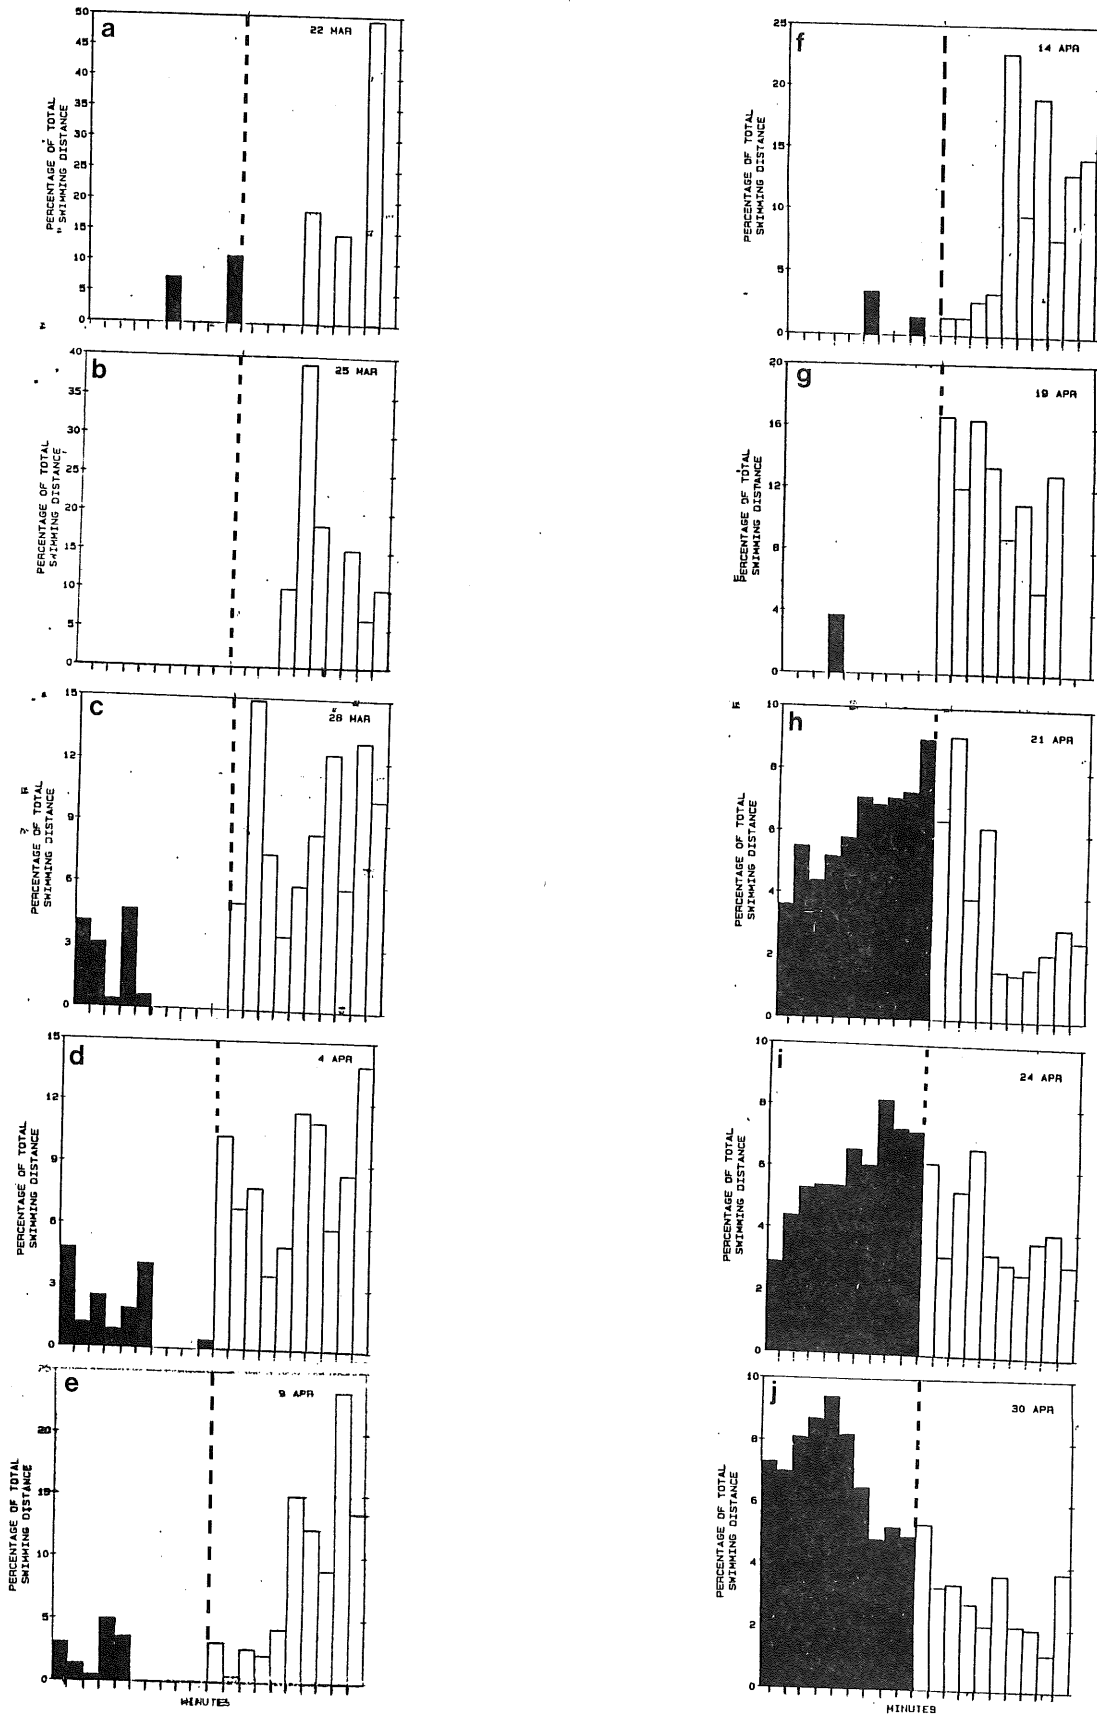 a
22 MAR
50
45
40
35
30
25
20
15
10
5
0
PERCENTAGE OF TOTAL
SWIMMING DISTANCE
b
25 MAR
40
35
30
25
20
15
10
5
0
PERCENTAGE OF TOTAL
SWIMMING DISTANCE
c
28 MAR
15
12
9
6
3
0
PERCENTAGE OF TOTAL
SWIMMING DISTANCE
d
4 APR
15
12
9
6
3
0
PERCENTAGE OF TOTAL
SWIMMING DISTANCE
e
9 APR
25
20
15
10
5
0
PERCENTAGE OF TOTAL
SWIMMING DISTANCE
MINUTES
f
14 APR
25
20
15
10
5
0
PERCENTAGE OF TOTAL
SWIMMING DISTANCE
g
19 APR
20
16
12
8
4
0
PERCENTAGE OF TOTAL
SWIMMING DISTANCE
h
21 APR
10
8
6
4
2
0
PERCENTAGE OF TOTAL
SWIMMING DISTANCE
i
24 APR
10
8
6
4
2
0
PERCENTAGE OF TOTAL
SWIMMING DISTANCE
j
30 APR
10
8
6
4
2
0
PERCENTAGE OF TOTAL
SWIMMING DISTANCE
MINUTES